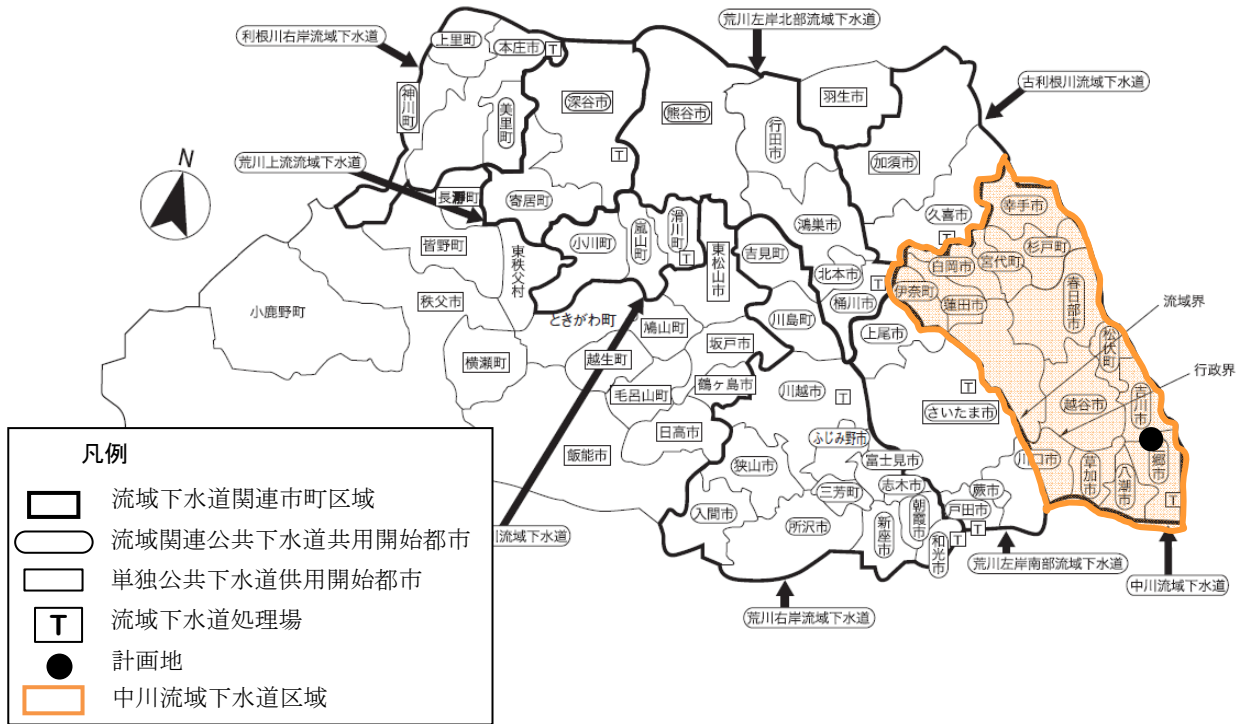 利根川右岸流域下水道
荒川左岸北部流域下水道
古利根川流域下水道
荒川上流流域下水道
N
上里町
本庄市
T
神川町
美里町
深谷市
T
熊谷市
行田市
羽生市
加須市
久喜市
T
幸手市
長瀞町
寄居町
小川町
嵐山町
滑川町
T
東松山市
吉見町
鴻巣市
北本市
T
桶川市
白岡市
宮代町
杉戸町
伊奈町
蓮田市
春日部市
流域界
皆野町
東秩父村
秩父市
小鹿野町
ときがわ町
鳩山町
川島町
上尾市
松伏町
行政界
横瀬町
越生町
坂戸市
鶴ヶ島市
川越市
T
T
さいたま市
越谷市
吉川市
毛呂山町
日高市
飯能市
ふじみ野市
富士見市
狭山市
三芳町
志木市
川口市
草加市
八潮市
郷市
T
入間市
所沢市
新座市
朝霞市
和光市
戸田市
蕨市
T
T
流域下水道
荒川右岸流域下水道
荒川左岸南部流域下水道
中川流域下水道
凡例
流域下水道関連市町区域
流域関連公共下水道共用開始都市
単独公共下水道供用開始都市
T
流域下水道処理場
計画地
中川流域下水道区域